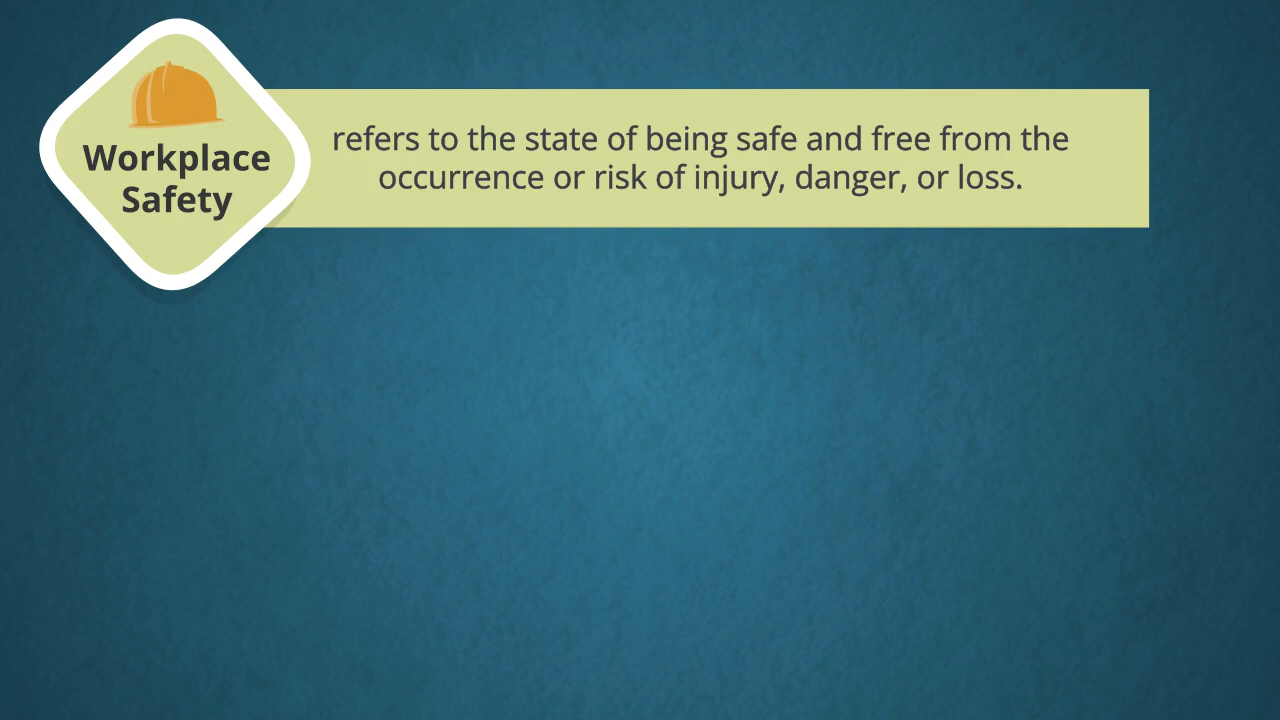 Workplace
Safety
refers to the state of being safe and free from the
occurrence or risk of injury, danger, or loss.